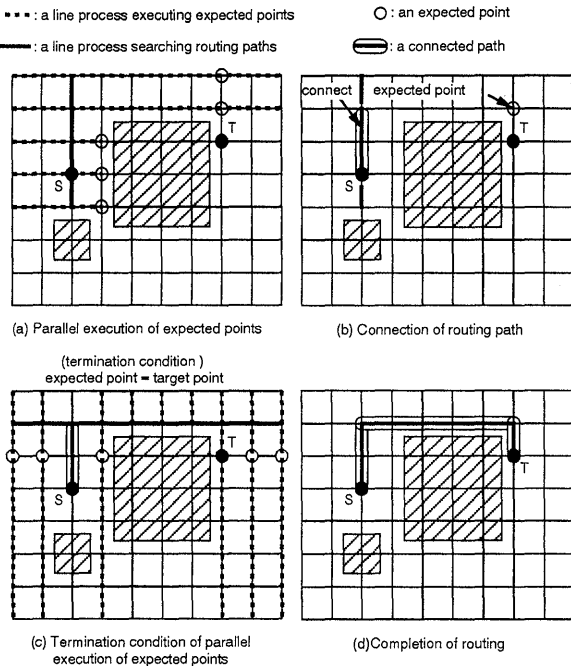 : a line process executing expected points
: an expected point
: a line process searching routing paths
: a connected path
S
T
connect
expected point
T
S
(a) Parallel execution of expected points
(b) Connection of routing path
(termination condition )
expected point = target point
T
S
T
S
(c) Termination condition of parallel
execution of expected points
(d)Completion of routing